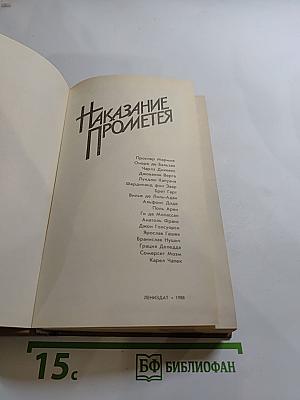 НАКАЗАНИЕ
ПРОМЕТЕЯ
Проспер Мериме
Оноре де Бальзак
Чарлз Диккенс
Джованни Верга
Луиджи Капуана
Фердинанд фон Заар
Брет Гарт
Вилье де Лиль-Адан
Альфонс Доде
Поль Арен
Ги де Мопассан
Анатоль Франс
Джон Голсуорси
Ярослав Гашек
Бранислав Нушич
Грация Деледда
Сомерсет Моэм
Карел Чапек
ЛЕНИЗДАТ • 1988
15с
БФ БИБЛИОФАН